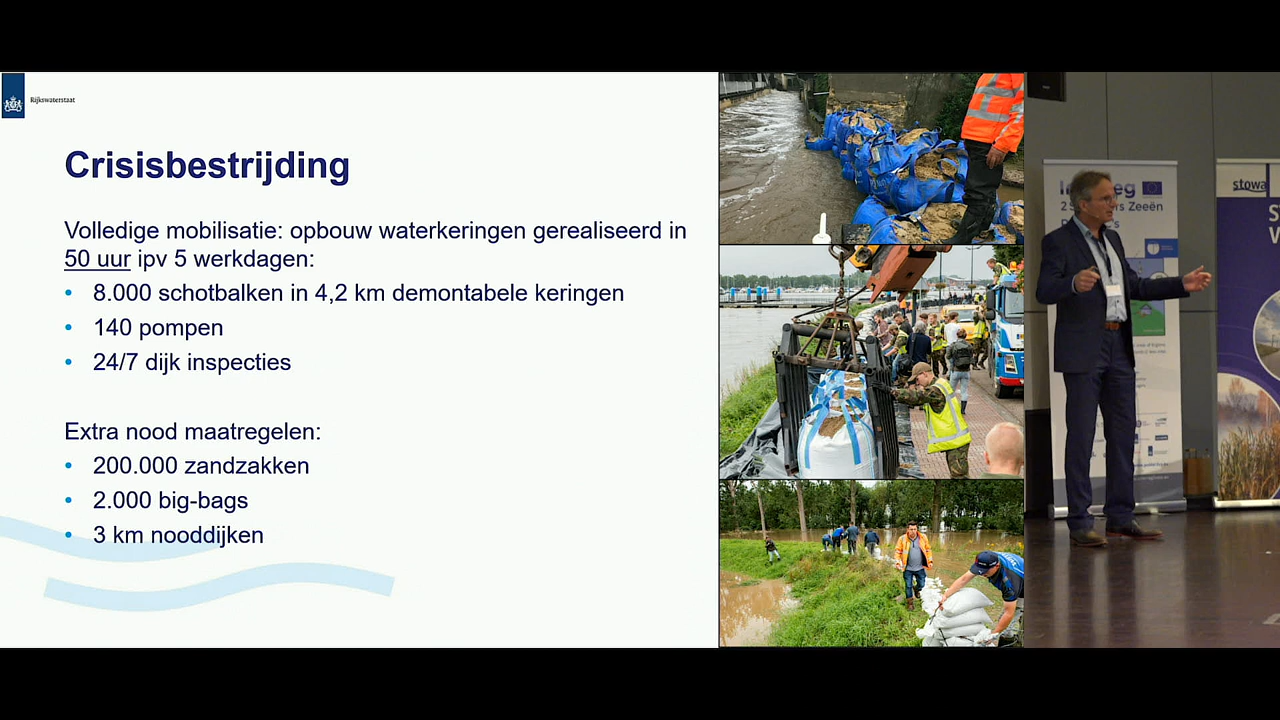 Rijkswaterstaat
Crisisbestrijding
Volledige mobilisatie: opbouw waterkeringen gerealiseerd in
50 uur ipv 5 werkdagen:
• 8.000 schotbalken in 4,2 km demontabele keringen
• 140 pompen
• 24/7 dijk inspecties
Extra nood maatregelen:
• 200.000 zandzakken
• 2.000 big-bags
• 3 km nooddijken
Zeeën
stowa